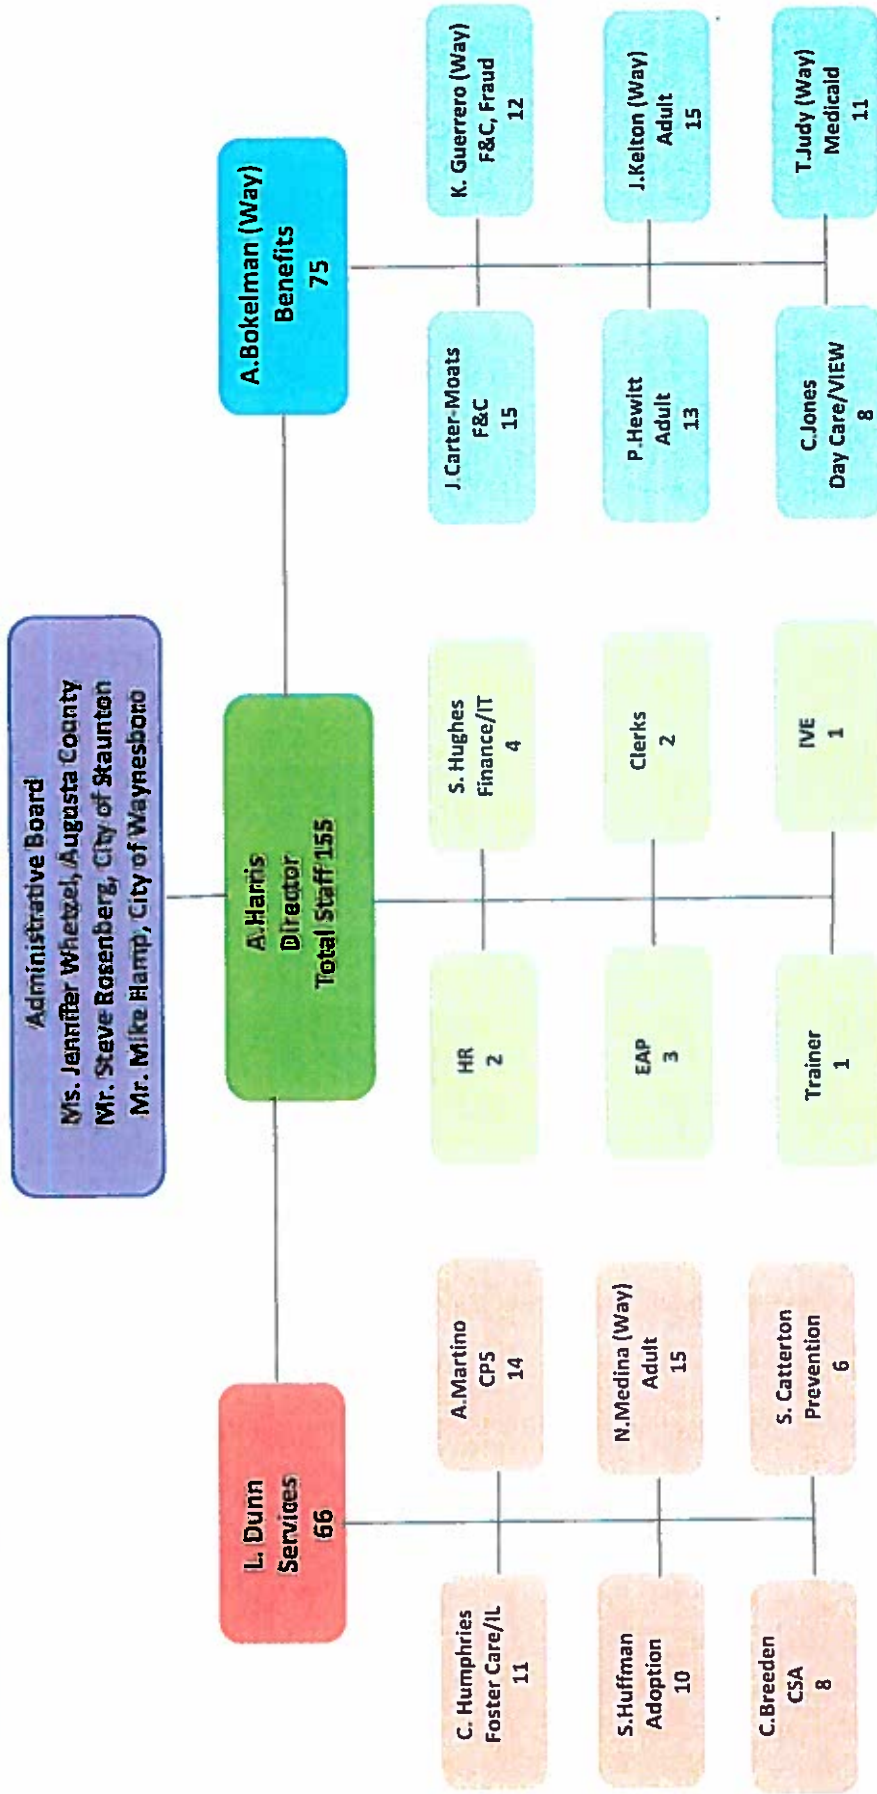 Administrative Board
Ms. Jennifer Whetzel, Augusta County
Mr. Steve Rosenberg, City of Staunton
Mr. Mike Hamp, City of Waynesboro
A.Harris
Director
Total Staff 155
L. Dunn
Services
66
C. Humphries
Foster Care/IL
11
A.Martino
CPS
14
S.Huffman
Adoption
10
N.Medina (Way)
Adult
15
C.Breeden
CSA
8
S. Catterton
Prevention
6
HR
2
S. Hughes
Finance/IT
4
EAP
3
Clerks
2
Trainer
1
IVE
1
A.Bokelman (Way)
Benefits
75
J.Carter-Moats
F&C
15
K. Guerrero (Way)
F&C, Fraud
12
P.Hewitt
Adult
13
J.Kelton (Way)
Adult
15
C.Jones
Day Care/VIEW
8
T.Judy (Way)
Medicaid
11